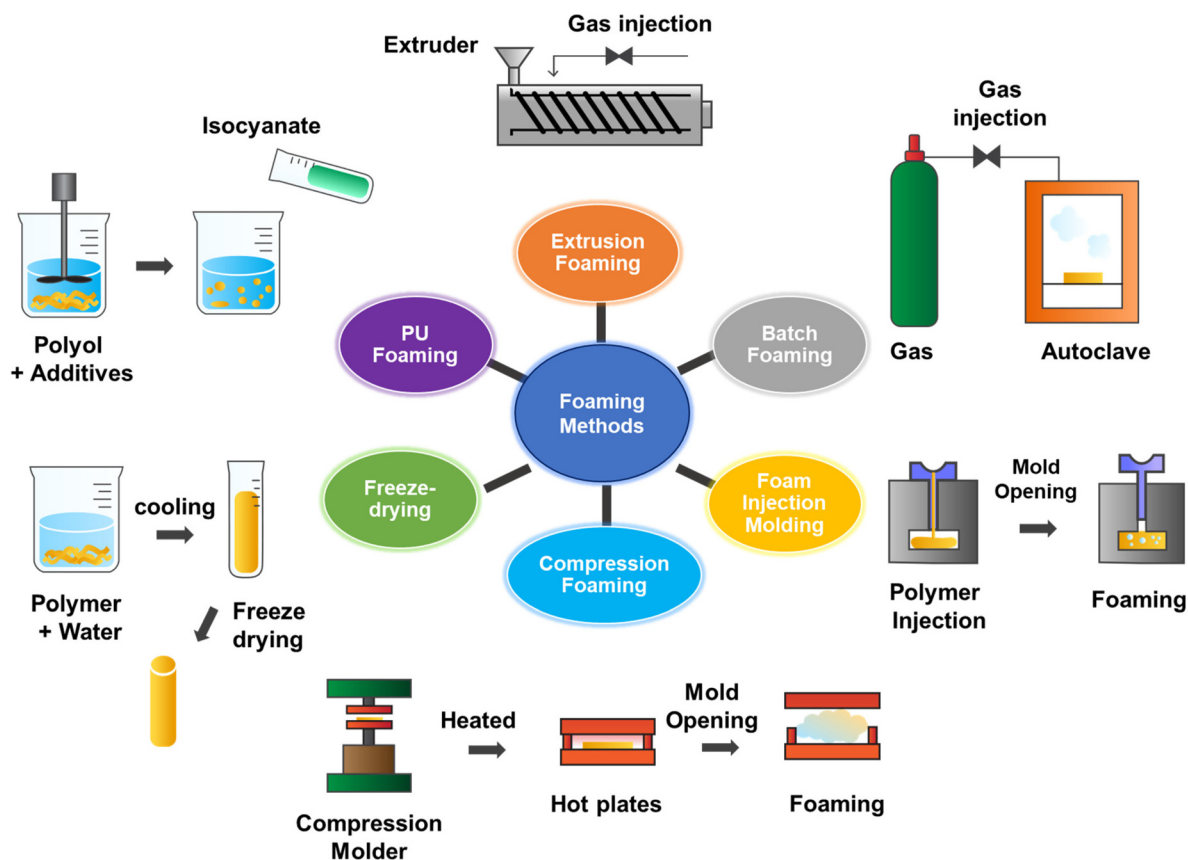 Extruder
Gas injection
Isocyanate
Gas
injection
Extrusion
Foaming
PU
Foaming
Batch
Foaming
Polyol
+ Additives
Gas
Autoclave
Foaming
Methods
Freeze-
drying
Foam
Injection
Molding
Compression
Foaming
cooling
Mold
Opening
Polymer
+ Water
Freeze
drying
Polymer
Injection
Foaming
Heated
Mold
Opening
Compression
Molder
Hot plates
Foaming